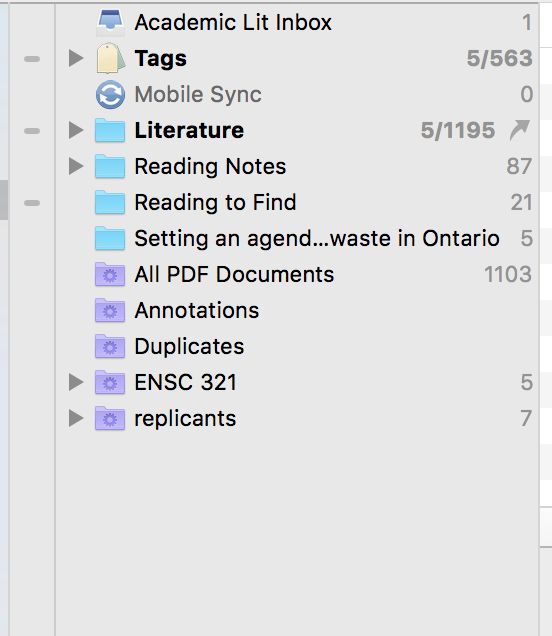 Academic Lit Inbox 1
Tags 5/563
Mobile Sync 0
Literature 5/1195
Reading Notes 87
Reading to Find 21
Setting an agend...waste in Ontario 5
All PDF Documents 1103
Annotations
Duplicates
ENSC 321 5
replicants 7